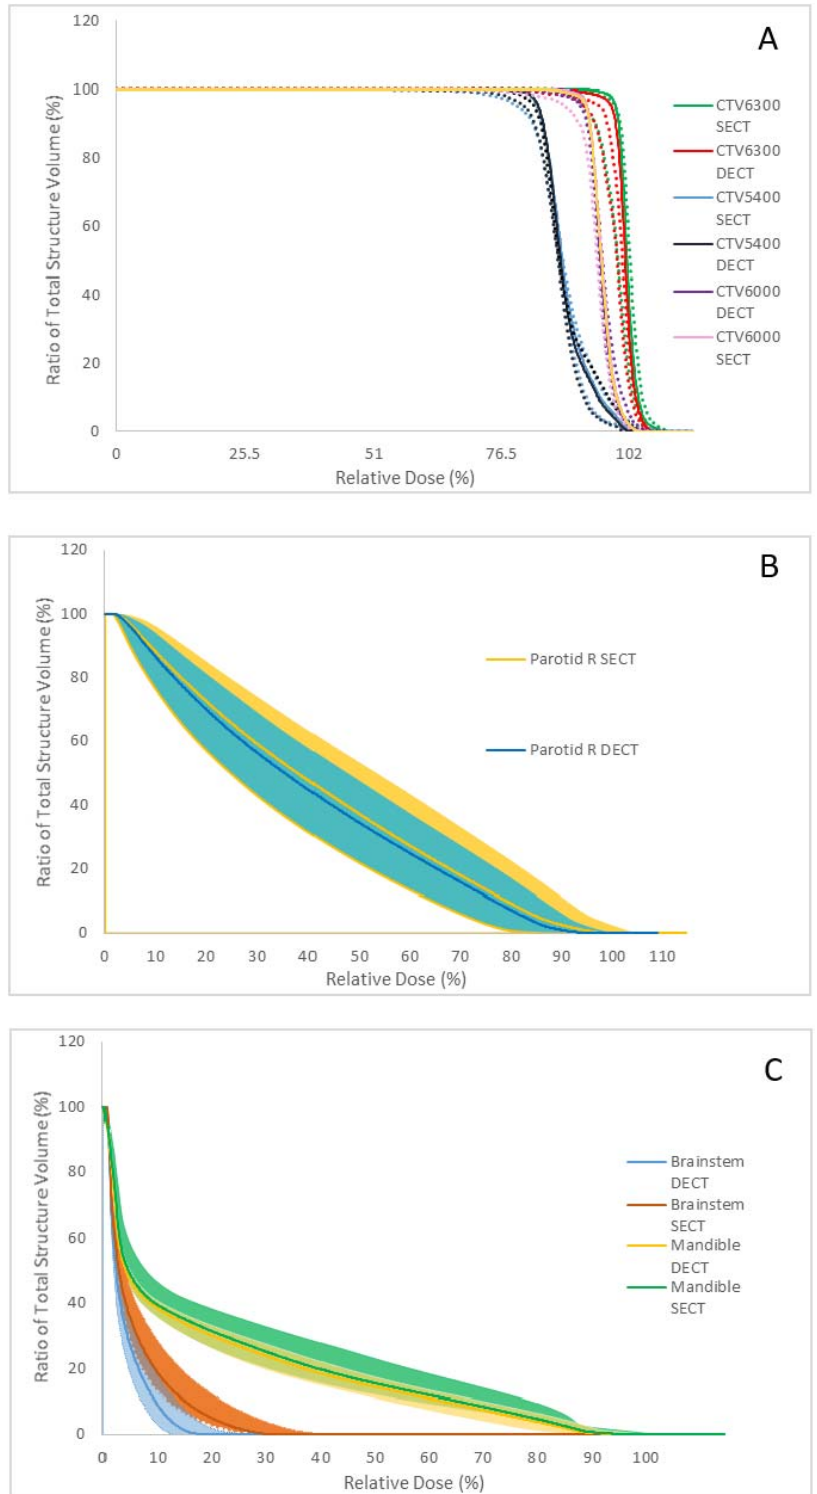 A
120
100
80
60
40
20
0
Ratio of Total Structure Volume (%)
0 25.5 51 76.5 102
Relative Dose (%)
CTV6300
SECT
CTV6300
DECT
CTV5400
SECT
CTV5400
DECT
CTV6000
DECT
CTV6000
SECT
B
120
100
80
60
40
20
0
Ratio of Total Structure Volume (%)
0 10 20 30 40 50 60 70 80 90 100 110
Relative Dose (%)
Parotid R SECT
Parotid R DECT
C
120
100
80
60
40
20
0
Ratio of Total Structure Volume (%)
0 10 20 30 40 50 60 70 80 90 100
Relative Dose (%)
Brainstem
DECT
Brainstem
SECT
Mandible
DECT
Mandible
SECT